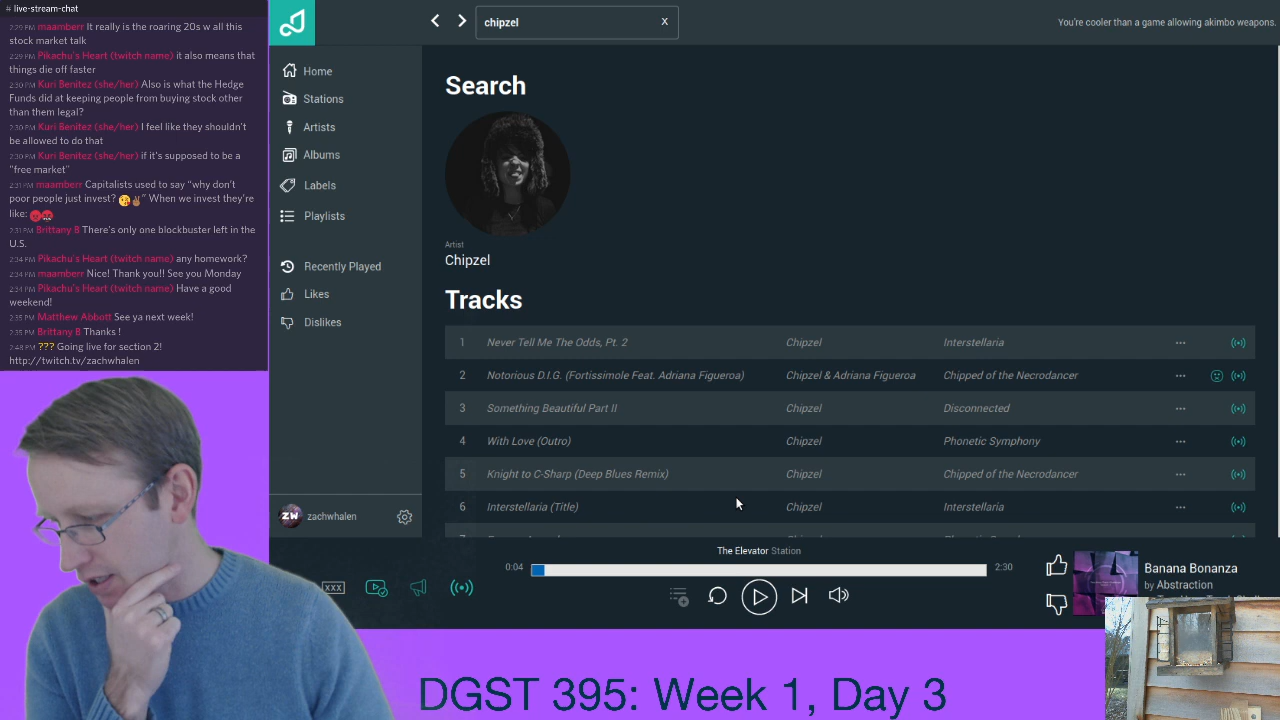 # live-stream-chat
2:29 PM maamberr It really is the roaring 20s w all this
stock market talk
2:29 PM Pikachu's Heart (twitch name) it also means that
things die off faster
2:30 PM Kuri Benitez (she/her) Also is what the Hedge
Funds did at keeping people from buying stock other
than them legal?
2:30 PM Kuri Benitez (she/her) I feel like they shouldn't
be allowed to do that
2:30 PM Kuri Benitez (she/her) if it's supposed to be a
"free market"
2:31 PM maamberr Capitalists used to say "why don't
poor people just invest? 😘✌🏽" When we invest they're
like: 😡🤬
2:31 PM Brittany B There's only one blockbuster left in the
U.S.
2:34 PM Pikachu's Heart (twitch name) any homework?
2:34 PM maamberr Nice! Thank you!! See you Monday
2:34 PM Pikachu's Heart (twitch name) Have a good
weekend!
2:35 PM Matthew Abbott See ya next week!
2:35 PM Brittany B Thanks !
2:48 PM ??? Going live for section 2!
http://twitch.tv/zachwhalen
chipzel X
You're cooler than a game allowing akimbo weapons.
Home
Stations
Artists
Albums
Labels
Playlists
Recently Played
Likes
Dislikes
zw zachwhalen
Search
Artist
Chipzel
Tracks
1 Never Tell Me The Odds, Pt. 2 Chipzel Interstellaria ...
2 Notorious D.I.G. (Fortissimole Feat. Adriana Figueroa) Chipzel & Adriana Figueroa Chipped of the Necrodancer ...
3 Something Beautiful Part II Chipzel Disconnected ...
4 With Love (Outro) Chipzel Phonetic Symphony ...
5 Knight to C-Sharp (Deep Blues Remix) Chipzel Chipped of the Necrodancer ...
6 Interstellaria (Title) Chipzel Interstellaria ...
The Elevator Station
0:04 2:30
XXX
Banana Bonanza
by Abstraction
DGST 395: Week 1, Day 3